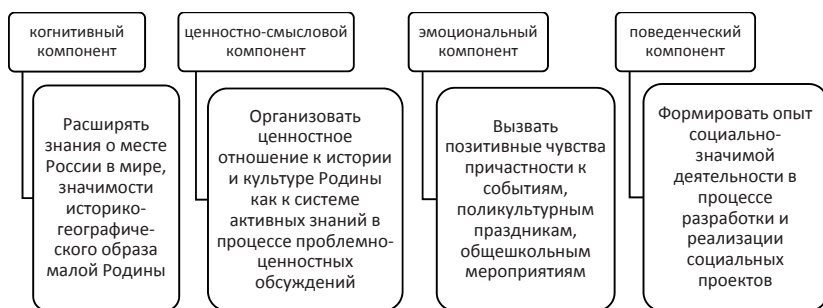 когнитивный
компонент
Расширять
знания о месте
России в мире,
значимости
историко-
географиче-
ского образа
малой Родины
ценностно-смысловой
компонент
Организовать
ценностное
отношение к истории
и культуре Родины
как к системе
активных знаний в
процессе проблемно-
ценностных
обсуждений
эмоциональный
компонент
Вызвать
позитивные чувства
причастности к
событиям,
поликультурным
праздникам,
общешкольным
мероприятиям
поведенческий
компонент
Формировать опыт
социально-
значимой
деятельности в
процессе
разработки и
реализации
социальных
проектов